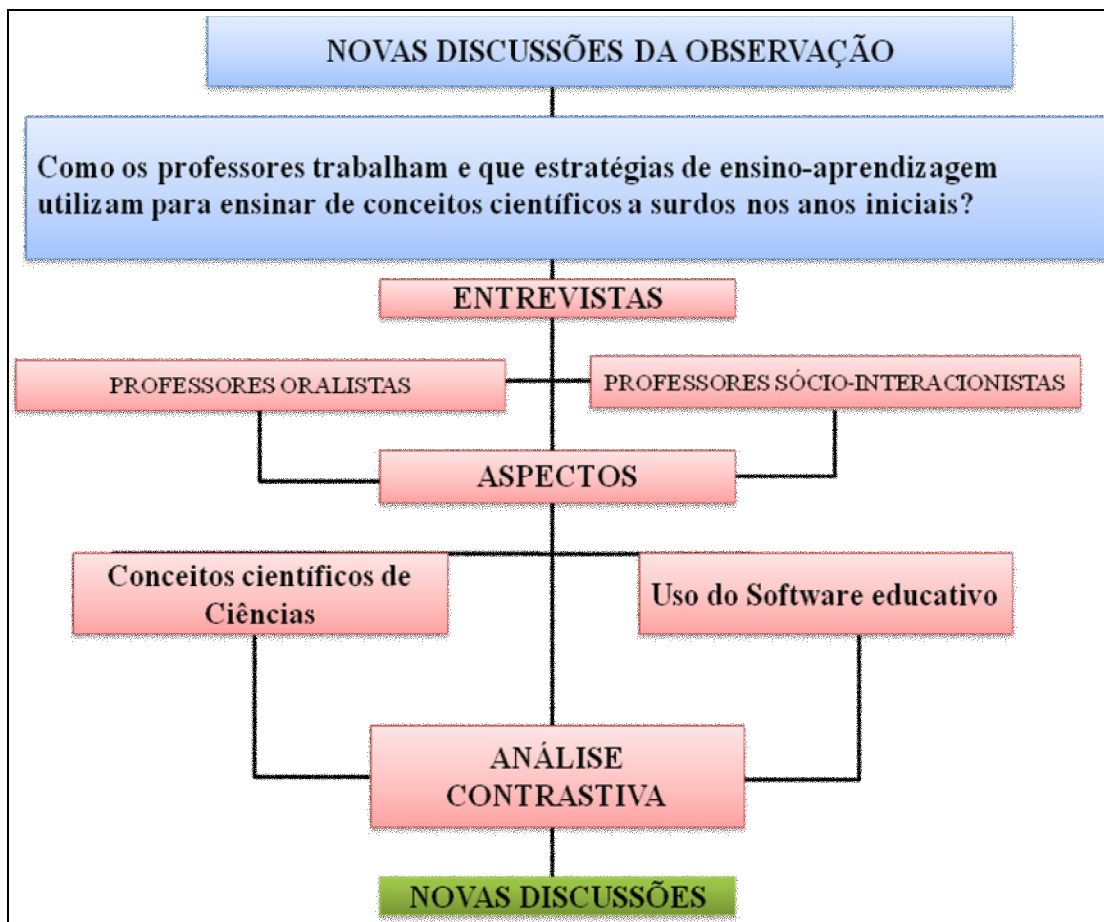 NOVAS DISCUSSÕES DA OBSERVAÇÃO
Como os professores trabalham e que estratégias de ensino-aprendizagem
utilizam para ensinar de conceitos científicos a surdos nos anos iniciais?
ENTREVISTAS
PROFESSORES ORALISTAS
PROFESSORES SÓCIO-INTERACIONISTAS
ASPECTOS
Conceitos científicos de
Ciências
Uso do Software educativo
ANÁLISE
CONTRASTIVA
NOVAS DISCUSSÕES